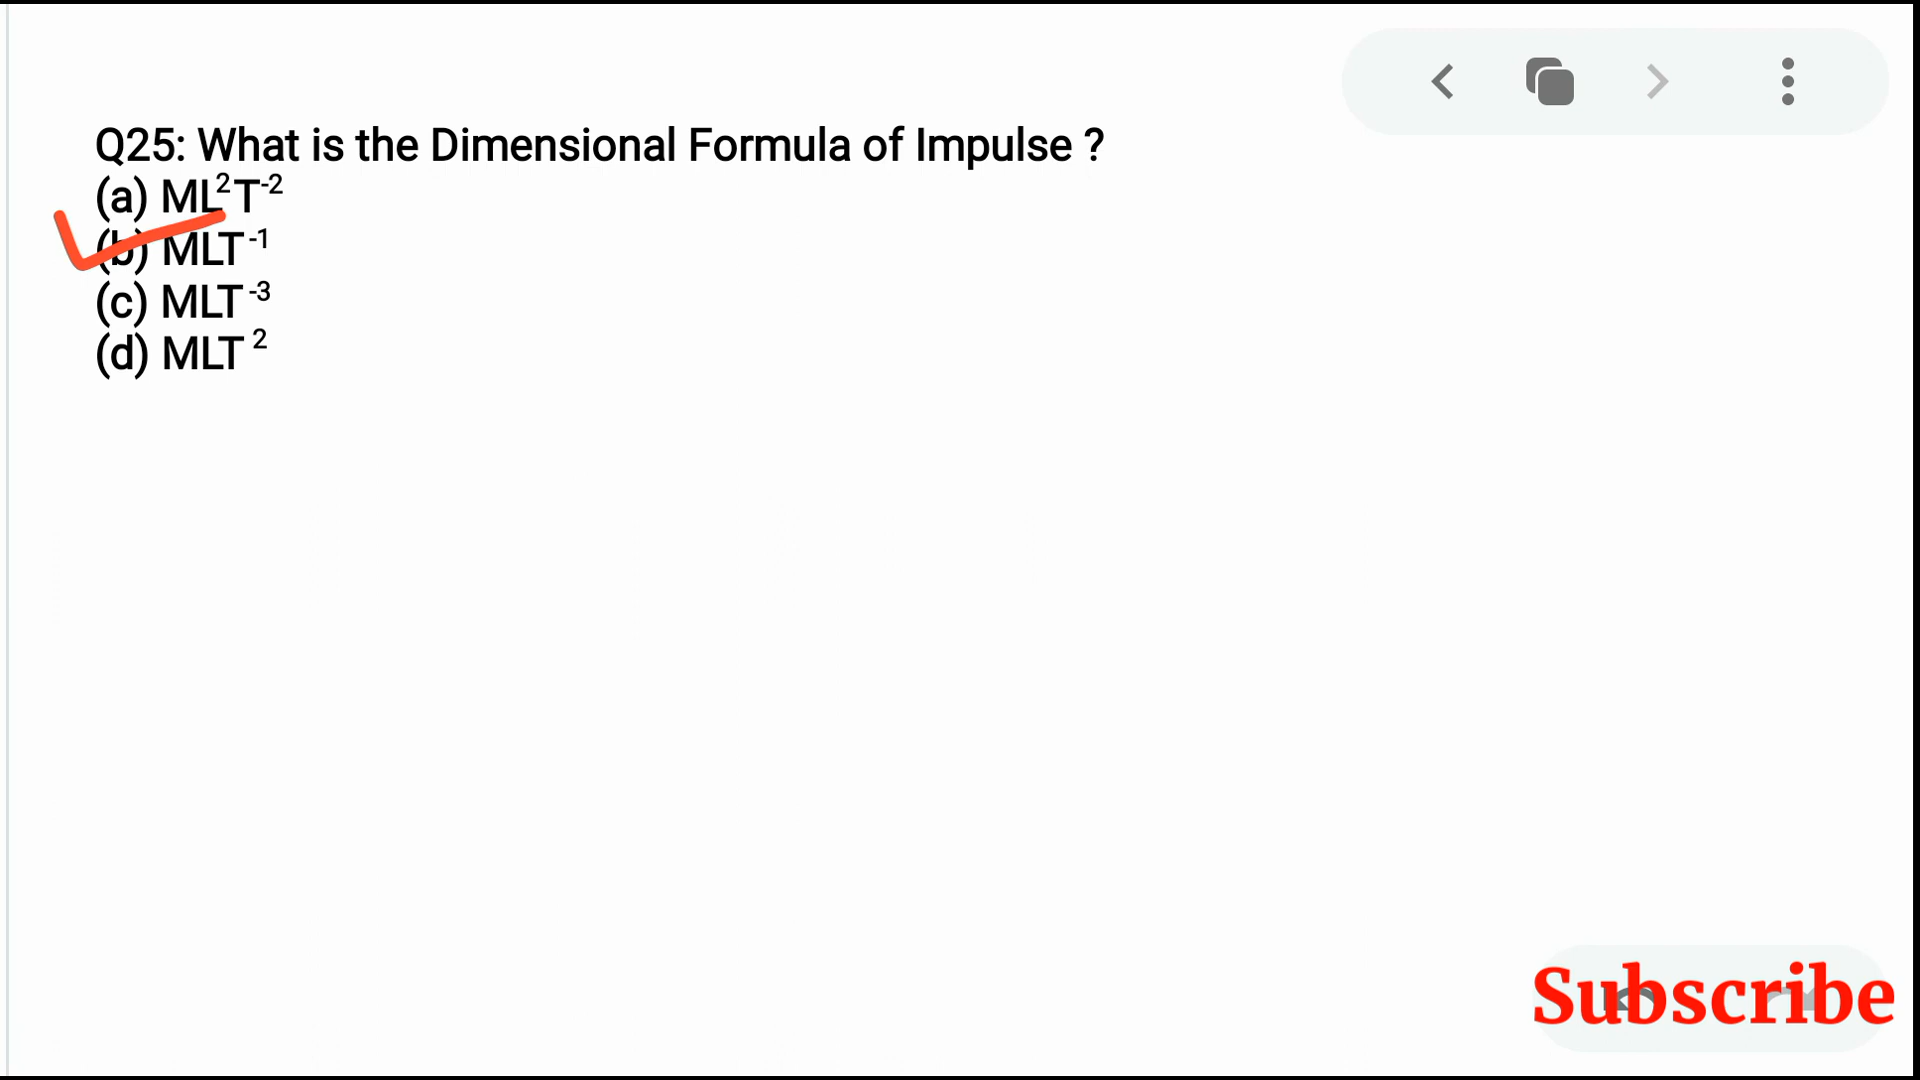 Q25: What is the Dimensional Formula of Impulse ?
(a) ML²T⁻²
(b) MLT⁻¹
(c) MLT⁻³
(d) MLT²
Subscribe